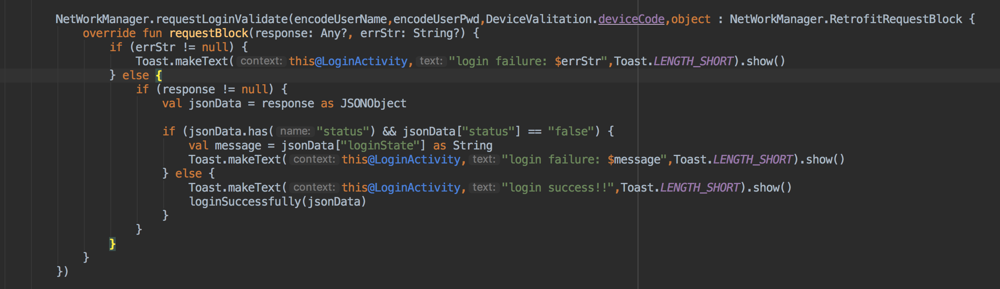 NetWorkManager.requestLoginValidate(encodeUserName,encodeUserPwd,DeviceValitation.deviceCode,object : NetWorkManager.RetrofitRequestBlock {
override fun requestBlock(response: Any?, errStr: String?) {
if (errStr != null) {
Toast.makeText( context: this@LoginActivity, text: "login failure: $errStr",Toast.LENGTH_SHORT).show()
} else {
if (response != null) {
val jsonData = response as JSONObject
if (jsonData.has( name: "status") && jsonData["status"] == "false") {
val message = jsonData["loginState"] as String
Toast.makeText( context: this@LoginActivity, text: "login failure: $message",Toast.LENGTH_SHORT).show()
} else {
Toast.makeText( context: this@LoginActivity, text: "login success!!",Toast.LENGTH_SHORT).show()
loginSuccessfully(jsonData)
}
}
}
}
})